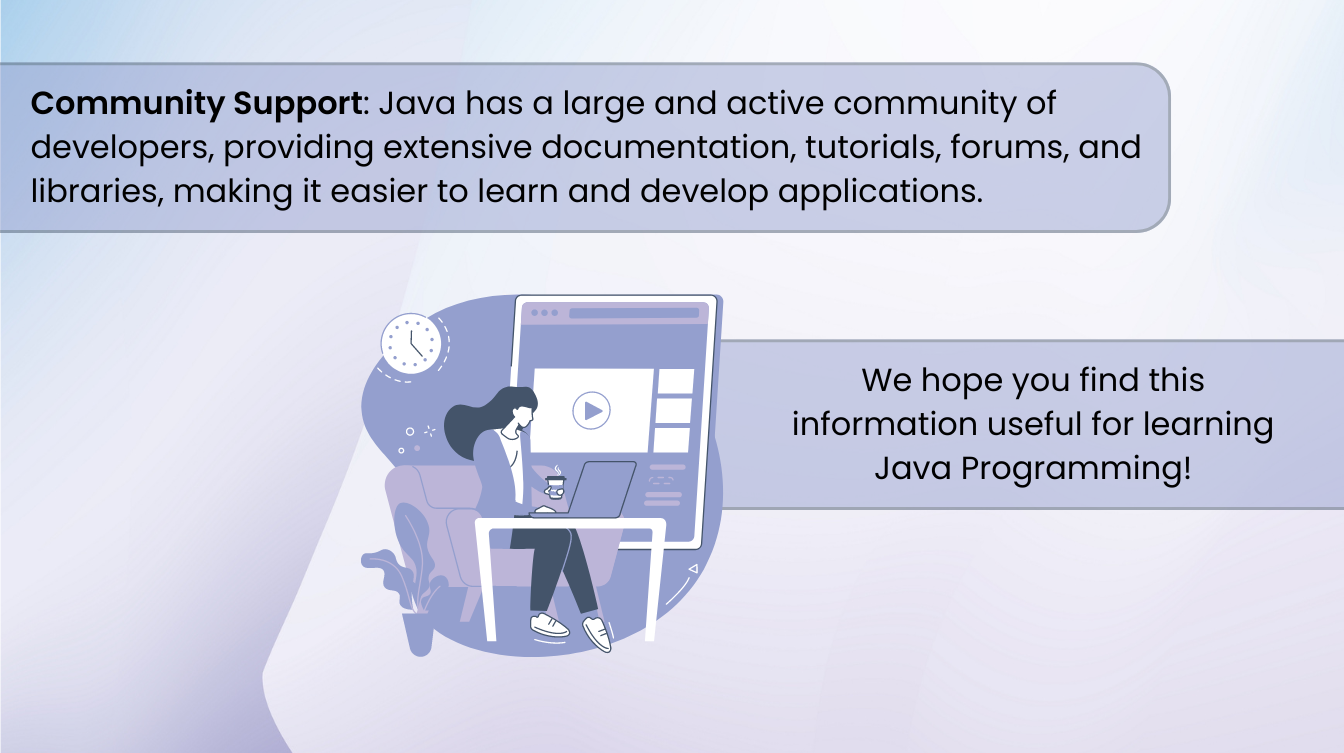 Community Support: Java has a large and active community of
developers, providing extensive documentation, tutorials, forums, and
libraries, making it easier to learn and develop applications.
We hope you find this
information useful for learning
Java Programming!